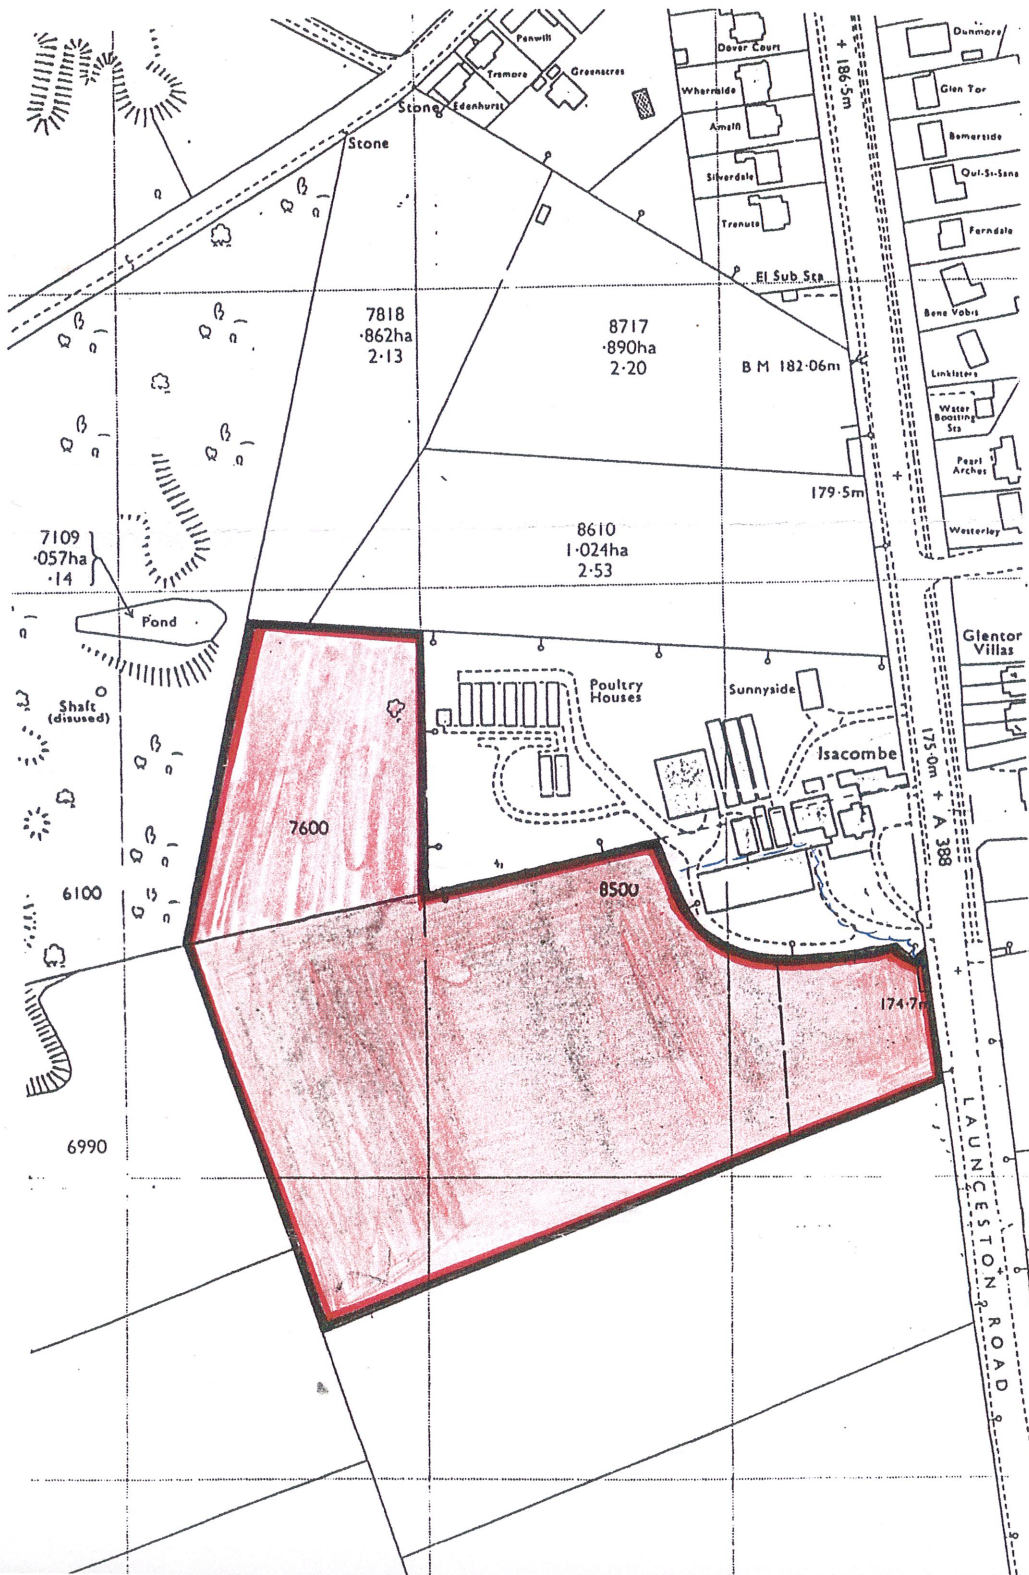 Penwill
Tremore
Greenacres
Edenhurst
Stone
Stone
Dover Court
Whernside
Amalfi
Silverdale
Trenute
El Sub Sta
+ 186·5m
Dunmore
Glen Tor
Bemerside
Qui-Si-Sana
Ferndale
Bene Vobis
Linklaters
Water
Boosting
Sta
Pearl
Arches
Westerley
7818
·862ha
2·13
8717
·890ha
2·20
B M 182·06m
179·5m
8610
1·024ha
2·53
7109
·057ha
·14
Pond
Shaft
(disused)
Poultry
Houses
Sunnyside
Isacombe
Glentor
Villas
175·0m + A 388
7600
8500
6100
174·7m
6990
LAUNCESTON ROAD